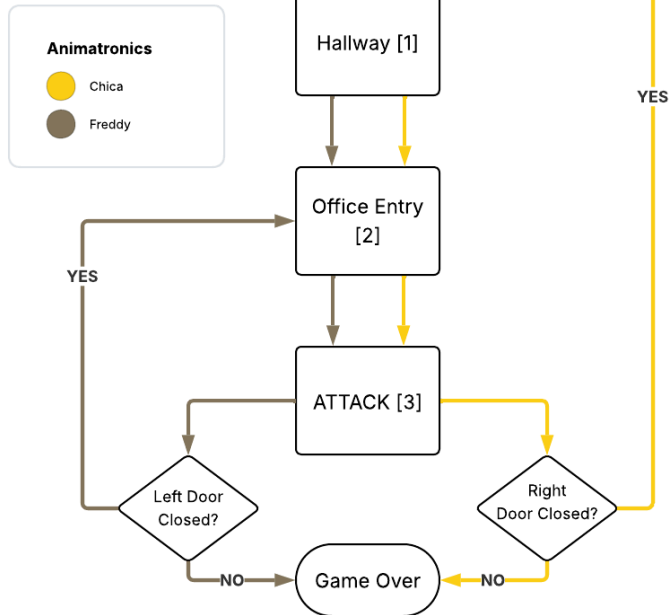 Animatronics
Chica
Freddy
Hallway [1]
YES
Office Entry
[2]
YES
ATTACK [3]
Left Door
Closed?
Right
Door Closed?
NO
Game Over
NO